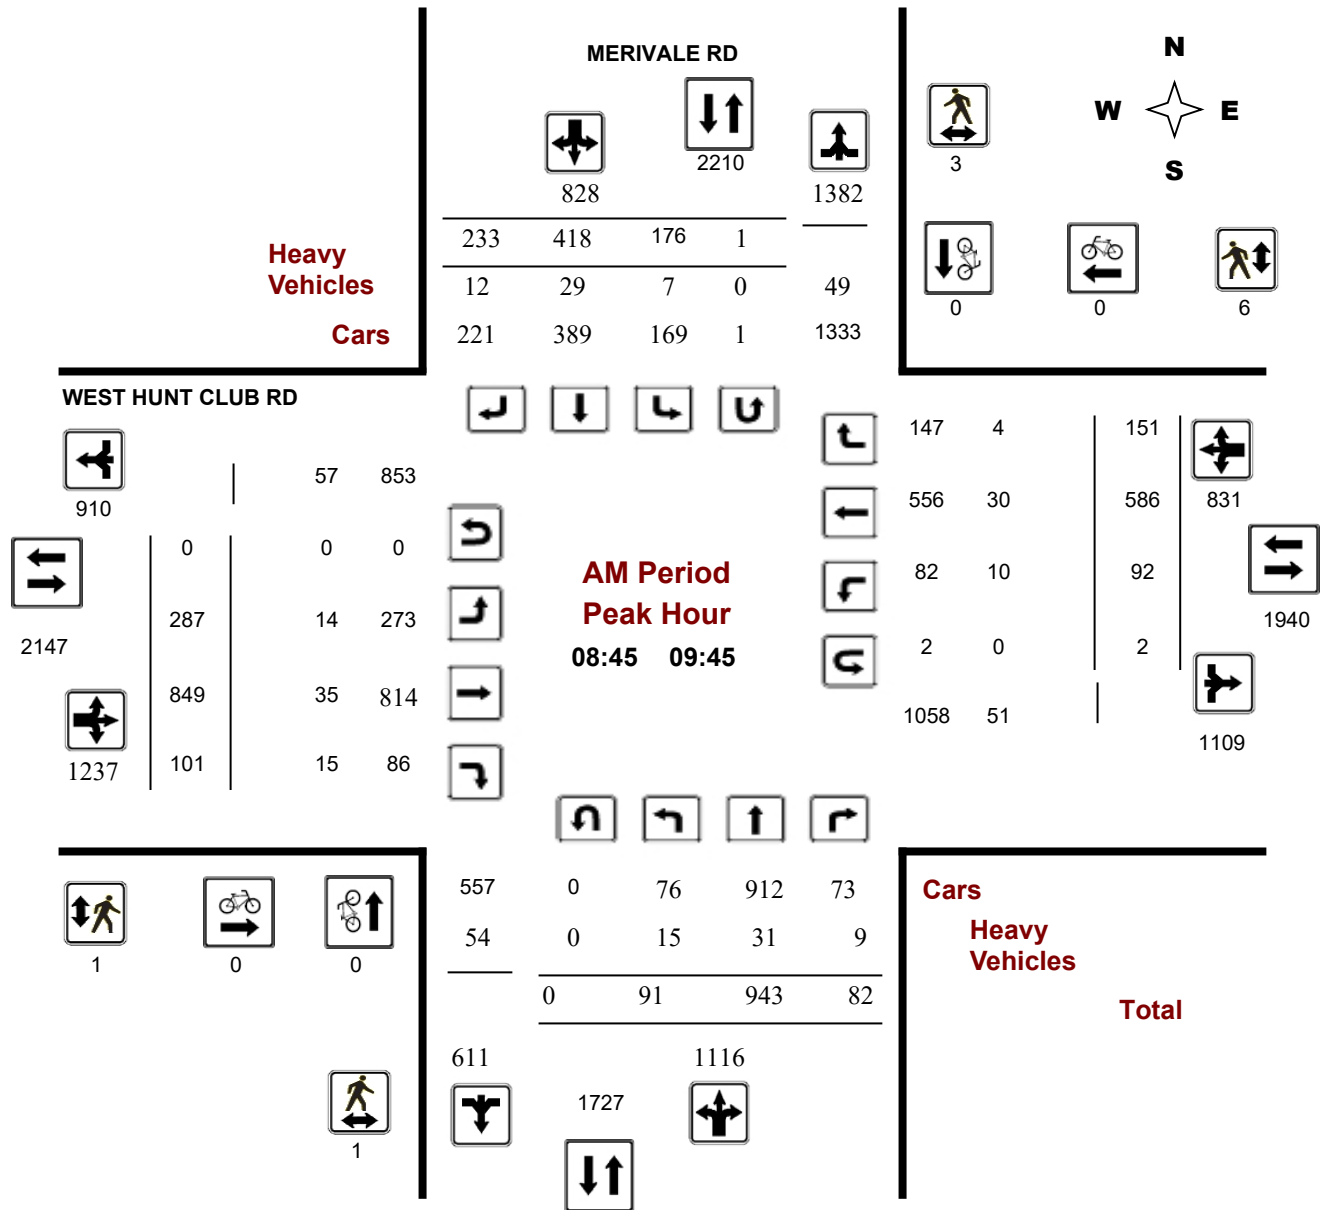 MERIVALE RD
N
W E
S
2210
3
828
1382
233 418 176 1
Heavy
Vehicles
12 29 7 0 49
0 0 6
Cars
221 389 169 1 1333
WEST HUNT CLUB RD
147 4 151
57 853
910
556 30 586 831
0 0 0
AM Period
82 10 92
287 14 273
Peak Hour
1940
2147
08:45 09:45
2 0 2
849 35 814
1058 51
1109
1237 101 15 86
557 0 76 912 73
Cars
54 0 15 31 9
Heavy
Vehicles
1 0 0
0 91 943 82
Total
611 1116
1727
1